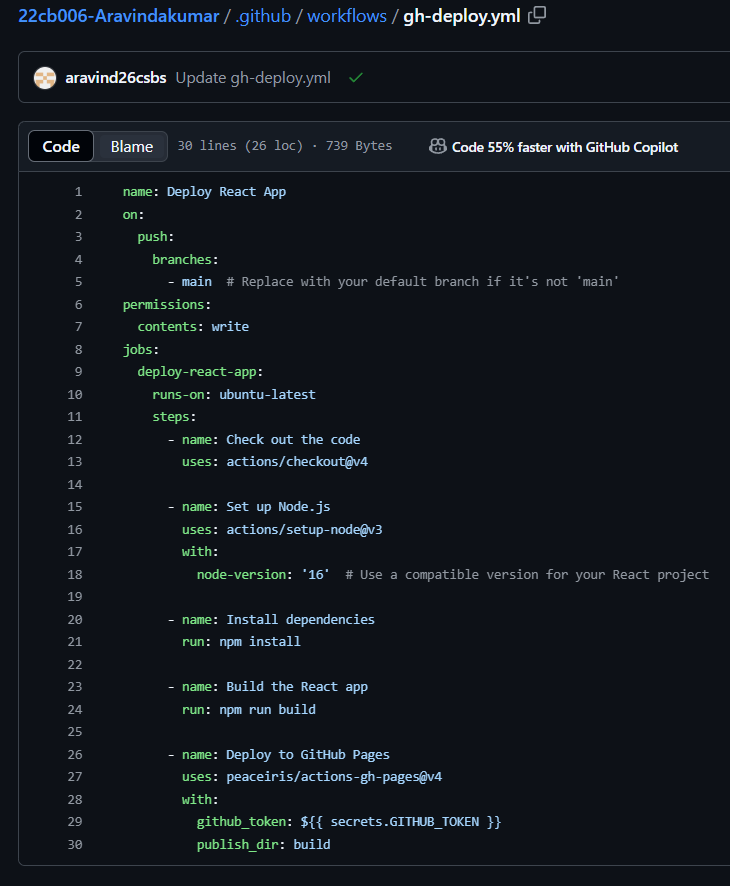 22cb006-Aravindakumar / .github / workflows / gh-deploy.yml
aravind26csbs Update gh-deploy.yml
Code Blame 30 lines (26 loc) · 739 Bytes Code 55% faster with GitHub Copilot
1 name: Deploy React App
2 on:
3   push:
4     branches:
5       - main  # Replace with your default branch if it's not 'main'
6 permissions:
7   contents: write
8 jobs:
9   deploy-react-app:
10     runs-on: ubuntu-latest
11     steps:
12       - name: Check out the code
13         uses: actions/checkout@v4
14
15       - name: Set up Node.js
16         uses: actions/setup-node@v3
17         with:
18           node-version: '16'  # Use a compatible version for your React project
19
20       - name: Install dependencies
21         run: npm install
22
23       - name: Build the React app
24         run: npm run build
25
26       - name: Deploy to GitHub Pages
27         uses: peaceiris/actions-gh-pages@v4
28         with:
29           github_token: ${{ secrets.GITHUB_TOKEN }}
30           publish_dir: build